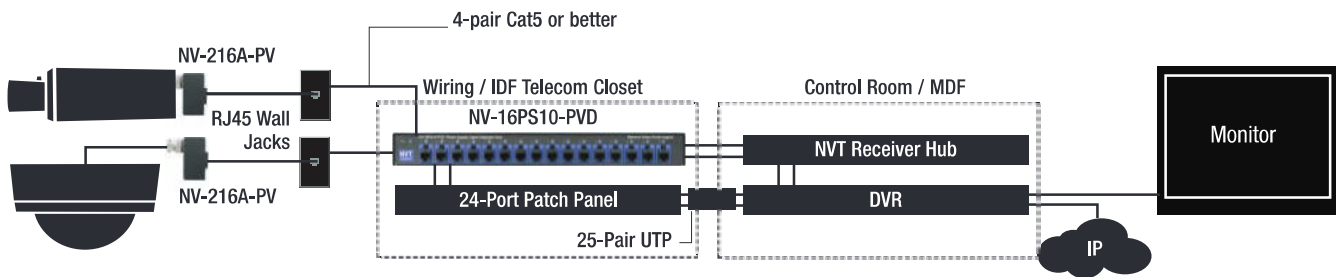 4-pair Cat5 or better
NV-216A-PV
Wiring / IDF Telecom Closet
Control Room / MDF
NV-16PS10-PVD
RJ45 Wall
Jacks
NVT
Monitor
NVT Receiver Hub
NV-216A-PV
24-Port Patch Panel
DVR
25-Pair UTP
IP